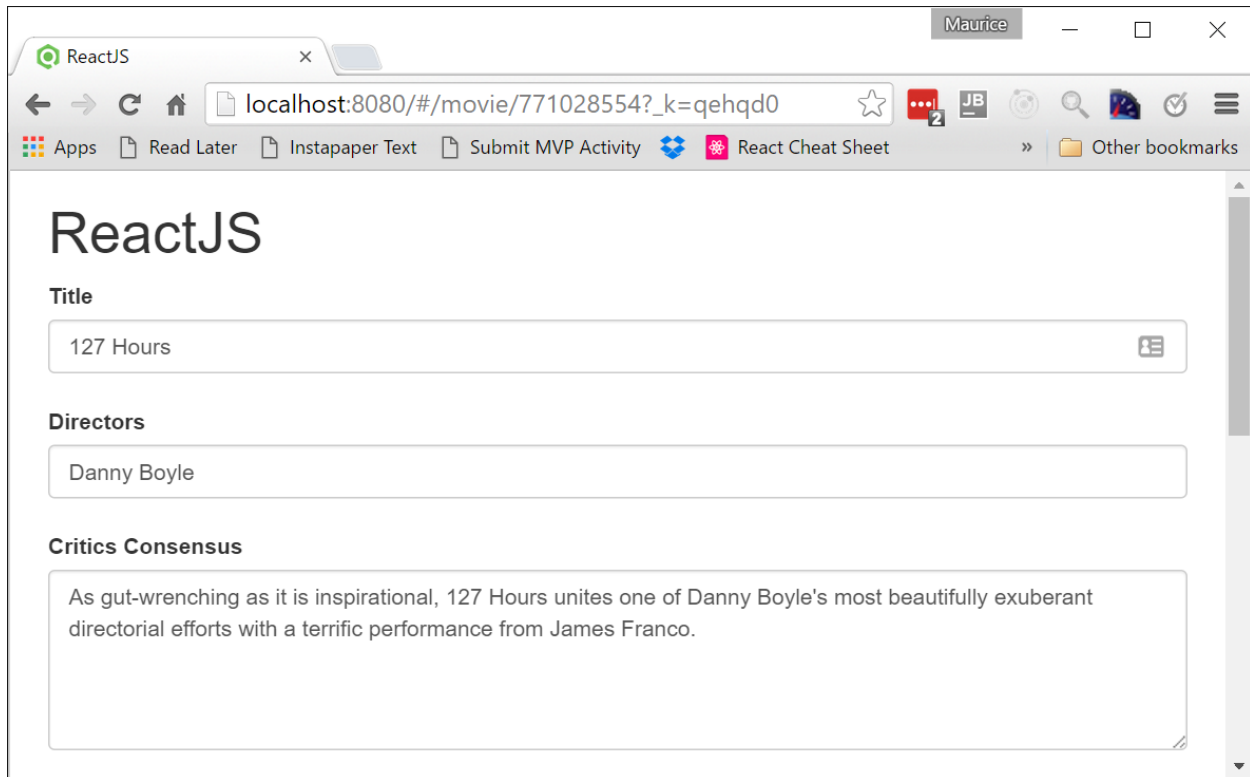 Maurice
ReactJS
localhost:8080/#/movie/771028554?_k=qehqd0
2
JB
Apps Read Later Instapaper Text Submit MVP Activity React Cheat Sheet » Other bookmarks
ReactJS
Title
127 Hours
Directors
Danny Boyle
Critics Consensus
As gut-wrenching as it is inspirational, 127 Hours unites one of Danny Boyle's most beautifully exuberant
directorial efforts with a terrific performance from James Franco.